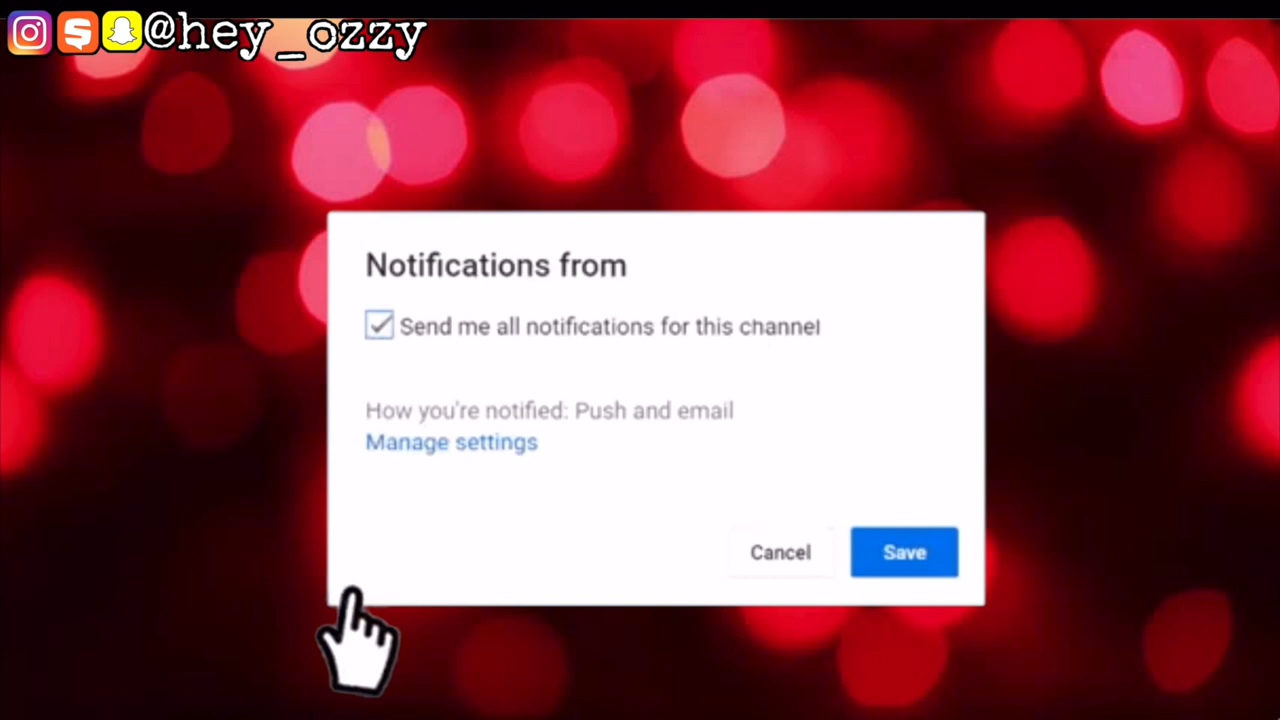 @hey_ozzy
Notifications from
Send me all notifications for this channel
How you're notified: Push and email
Manage settings
Cancel
Save